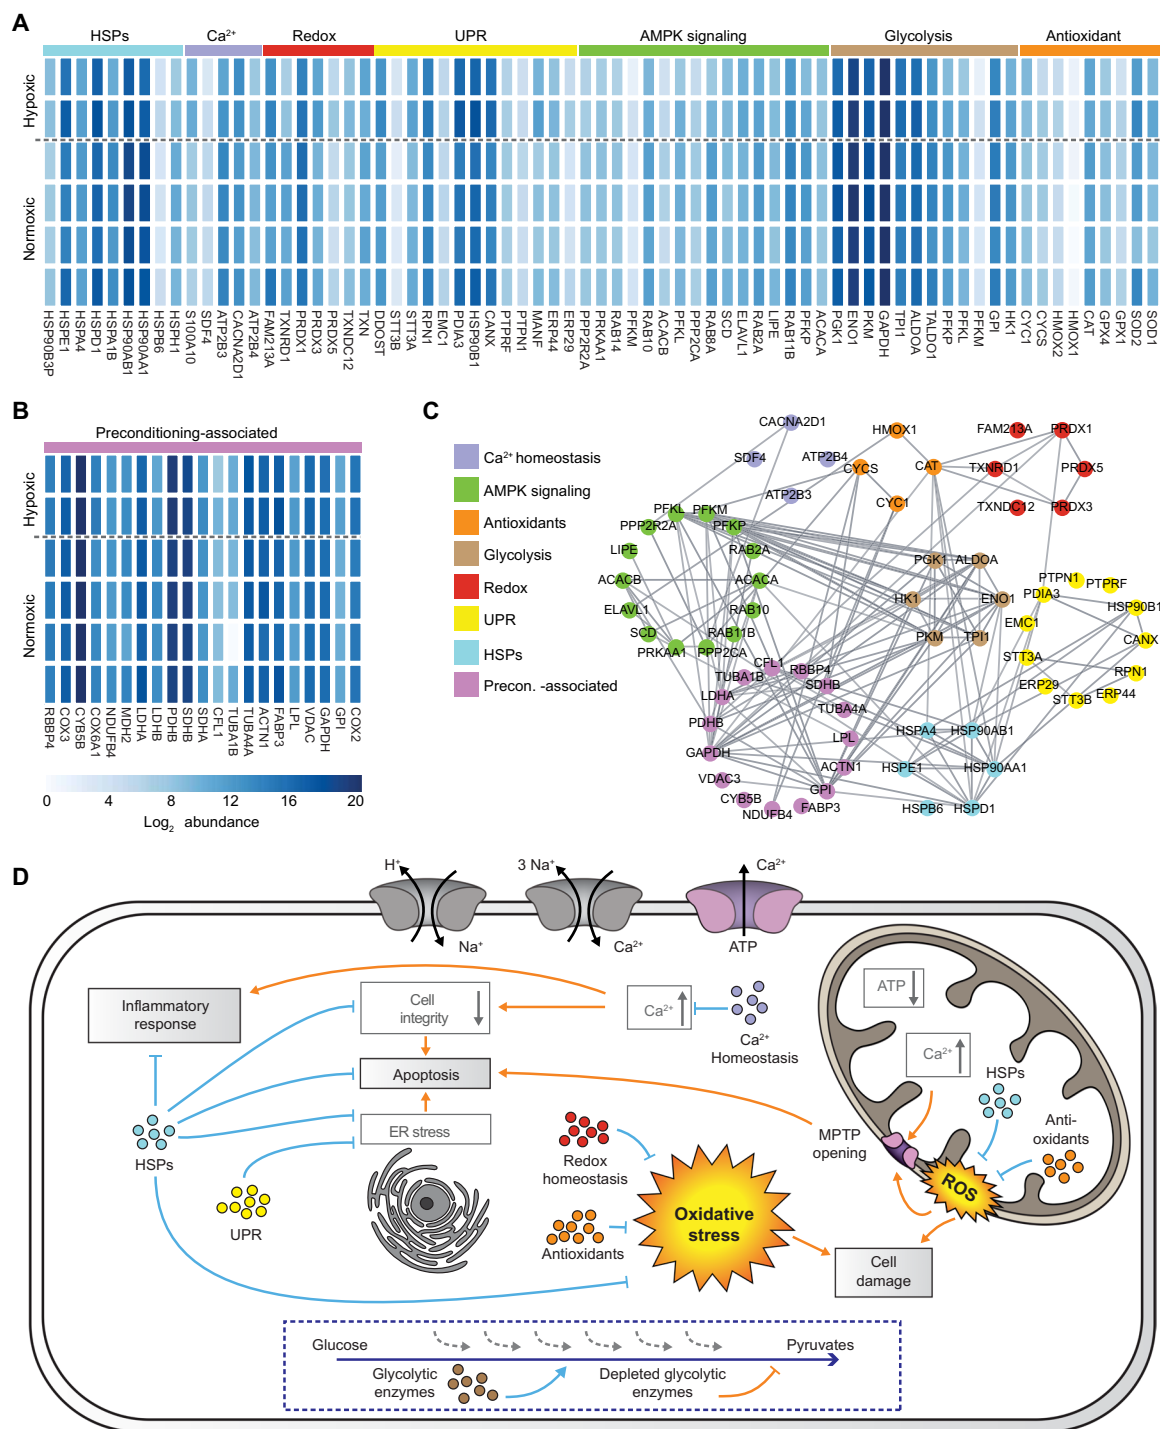 A
HSPs
Ca²⁺
Redox
UPR
AMPK signaling
Glycolysis
Antioxidant
Hypoxic
Normoxic
HSP90B3P
HSPE1
HSPA4
HSPD1
HSPA1B
HSP90AB1
HSP90AA1
HSPB6
HSPH1
S100A10
SDF4
ATP2B3
CACNA2D1
ATP2B4
FAM213A
TXNRD1
PRDX1
PRDX3
PRDX5
TXNDC12
TXN
DDOST
STT3B
STT3A
RPN1
EMC1
PDIA3
HSP90B1
CANX
PTPRF
PTPN1
MANF
ERP44
ERP29
PPP2R2A
PRKAA1
RAB14
PFKM
RAB10
ACACB
PFKL
PPP2CA
RAB8A
SCD
ELAVL1
RAB2A
LIPE
RAB11B
PFKP
ACACA
PGK1
ENO1
PKM
GAPDH
TPI1
ALDOA
TALDO1
PFKP
PFKL
PFKM
GPI
HK1
CYC1
CYCS
HMOX2
HMOX1
CAT
GPX4
GPX1
SOD2
SOD1
B
Preconditioning-associated
Hypoxic
Normoxic
RBBP4
COX3
CYB5B
COX6A1
NDUFB4
MDH2
LDHA
LDHB
PDHB
SDHB
SDHA
CFL1
TUBA1B
TUBA4A
ACTN1
FABP3
LPL
VDAC
GAPDH
GPI
COX2
0 4 8 12 16 20
Log₂ abundance
C
Ca²⁺ homeostasis
AMPK signaling
Antioxidants
Glycolysis
Redox
UPR
HSPs
Precon. -associated
CACNA2D1
SDF4
ATP2B4
ATP2B3
HMOX1
CYCS
CAT
CYC1
FAM213A
PRDX1
TXNRD1
PRDX5
TXNDC12
PRDX3
PFKL
PFKM
PPP2R2A
PFKP
LIPE
RAB2A
ACACB
ACACA
ELAVL1
RAB10
SCD
RAB11B
PRKAA1
PPP2CA
PGK1
ALDOA
HK1
ENO1
PKM
TPI1
PTPN1
PTPRF
PDIA3
HSP90B1
EMC1
CANX
STT3A
RPN1
ERP29
ERP44
STT3B
CFL1
RBBP4
TUBA1B
SDHB
LDHA
TUBA4A
PDHB
LPL
GAPDH
ACTN1
VDAC3
GPI
CYB5B
FABP3
NDUFB4
HSPA4
HSP90AB1
HSPE1
HSP90AA1
HSPB6
HSPD1
D
H⁺
Na⁺
3 Na⁺
Ca²⁺
Ca²⁺
ATP
Inflammatory
response
Cell
integrity
Ca²⁺
Ca²⁺
Homeostasis
Apoptosis
ER stress
HSPs
UPR
Redox
homeostasis
Antioxidants
Oxidative
stress
MPTP
opening
ATP
Ca²⁺
HSPs
Anti-
oxidants
ROS
Cell
damage
Glucose
Pyruvates
Glycolytic
enzymes
Depleted glycolytic
enzymes